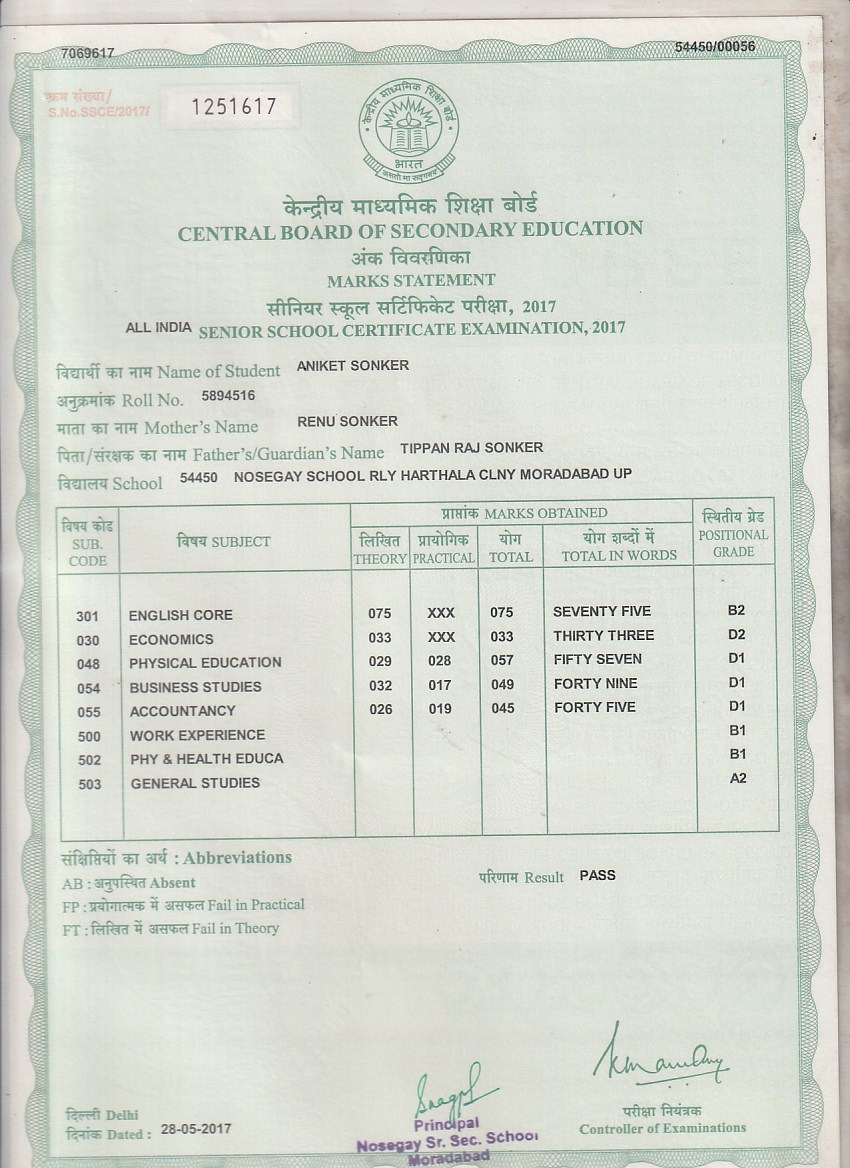 7069617
54450/00056
क्रम संख्या/
S.No.SSCE/2017/
1251617
केन्द्रीय माध्यमिक शिक्षा बोर्ड
भारत
असतो मा सद्गमय
केन्द्रीय माध्यमिक शिक्षा बोर्ड
CENTRAL BOARD OF SECONDARY EDUCATION
अंक विवरणिका
MARKS STATEMENT
सीनियर स्कूल सर्टिफिकेट परीक्षा, 2017
ALL INDIA SENIOR SCHOOL CERTIFICATE EXAMINATION, 2017
विद्यार्थी का नाम Name of Student ANIKET SONKER
अनुक्रमांक Roll No. 5894516
माता का नाम Mother's Name RENU SONKER
पिता/संरक्षक का नाम Father's/Guardian's Name TIPPAN RAJ SONKER
विद्यालय School 54450 NOSEGAY SCHOOL RLY HARTHALA CLNY MORADABAD UP
विषय कोड SUB. CODE
विषय SUBJECT
प्राप्तांक MARKS OBTAINED
लिखित THEORY
प्रायोगिक PRACTICAL
योग TOTAL
योग शब्दों में TOTAL IN WORDS
स्थितीय ग्रेड POSITIONAL GRADE
301 ENGLISH CORE 075 XXX 075 SEVENTY FIVE B2
030 ECONOMICS 033 XXX 033 THIRTY THREE D2
048 PHYSICAL EDUCATION 029 028 057 FIFTY SEVEN D1
054 BUSINESS STUDIES 032 017 049 FORTY NINE D1
055 ACCOUNTANCY 026 019 045 FORTY FIVE D1
500 WORK EXPERIENCE B1
502 PHY & HEALTH EDUCA B1
503 GENERAL STUDIES A2
संक्षिप्तियों का अर्थ : Abbreviations
AB : अनुपस्थित Absent
परिणाम Result PASS
FP : प्रयोगात्मक में असफल Fail in Practical
FT : लिखित में असफल Fail in Theory
दिल्ली Delhi
दिनांक Dated : 28-05-2017
Principal
Nosegay Sr. Sec. School
Moradabad
परीक्षा नियंत्रक
Controller of Examinations